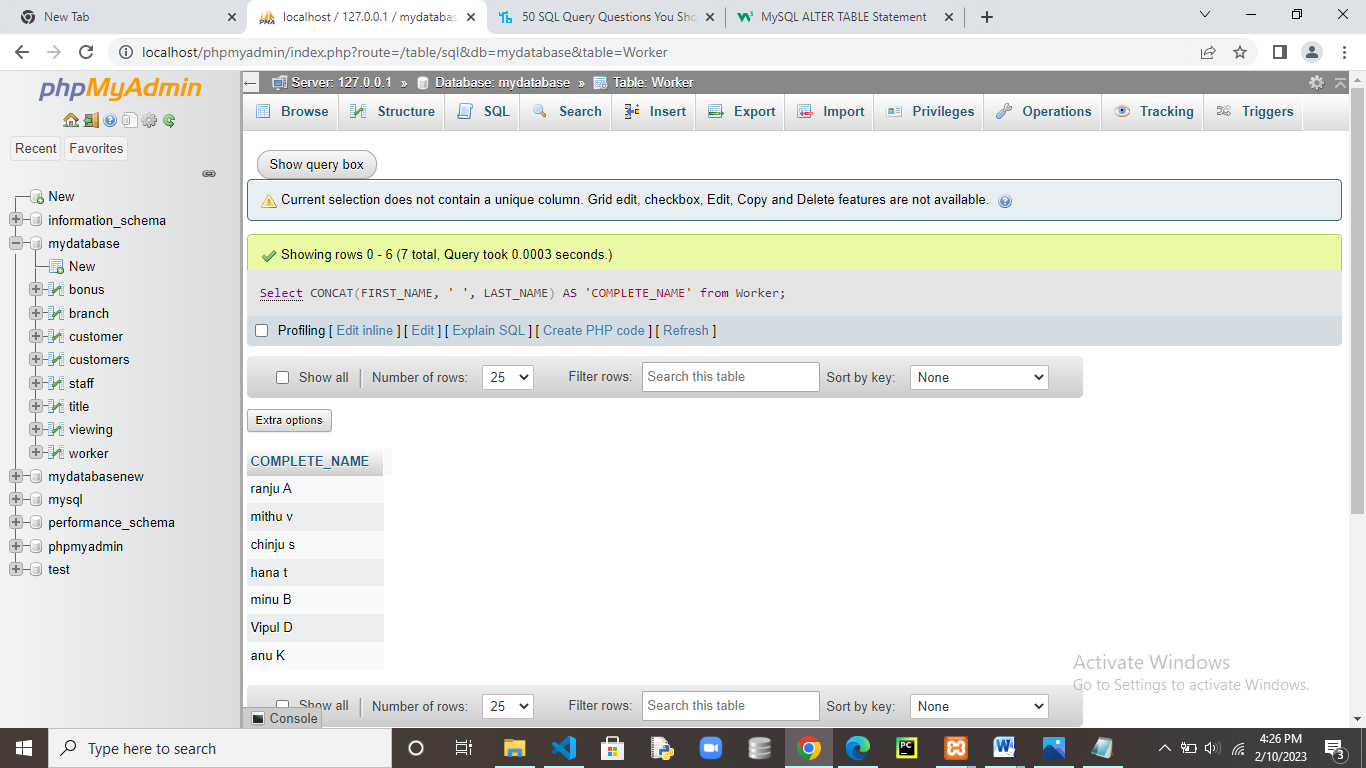 New Tab
localhost / 127.0.0.1 / mydatabas
50 SQL Query Questions You Sho
MySQL ALTER TABLE Statement
localhost/phpmyadmin/index.php?route=/table/sql&db=mydatabase&table=Worker
phpMyAdmin
Recent Favorites
New
information_schema
mydatabase
New
bonus
branch
customer
customers
staff
title
viewing
worker
mydatabasenew
mysql
performance_schema
phpmyadmin
test
Server: 127.0.0.1 » Database: mydatabase » Table: Worker
Browse Structure SQL Search Insert Export Import Privileges Operations Tracking Triggers
Show query box
Current selection does not contain a unique column. Grid edit, checkbox, Edit, Copy and Delete features are not available.
Showing rows 0 - 6 (7 total, Query took 0.0003 seconds.)
Select CONCAT(FIRST_NAME, ' ', LAST_NAME) AS 'COMPLETE_NAME' from Worker;
Profiling [ Edit inline ] [ Edit ] [ Explain SQL ] [ Create PHP code ] [ Refresh ]
Show all Number of rows: 25 Filter rows: Search this table Sort by key: None
Extra options
COMPLETE_NAME
ranju A
mithu v
chinju s
hana t
minu B
Vipul D
anu K
Show all Number of rows: 25 Filter rows: Search this table Sort by key: None
Console
Activate Windows
Go to Settings to activate Windows.
Type here to search
PC
W
4:26 PM
2/10/2023
3